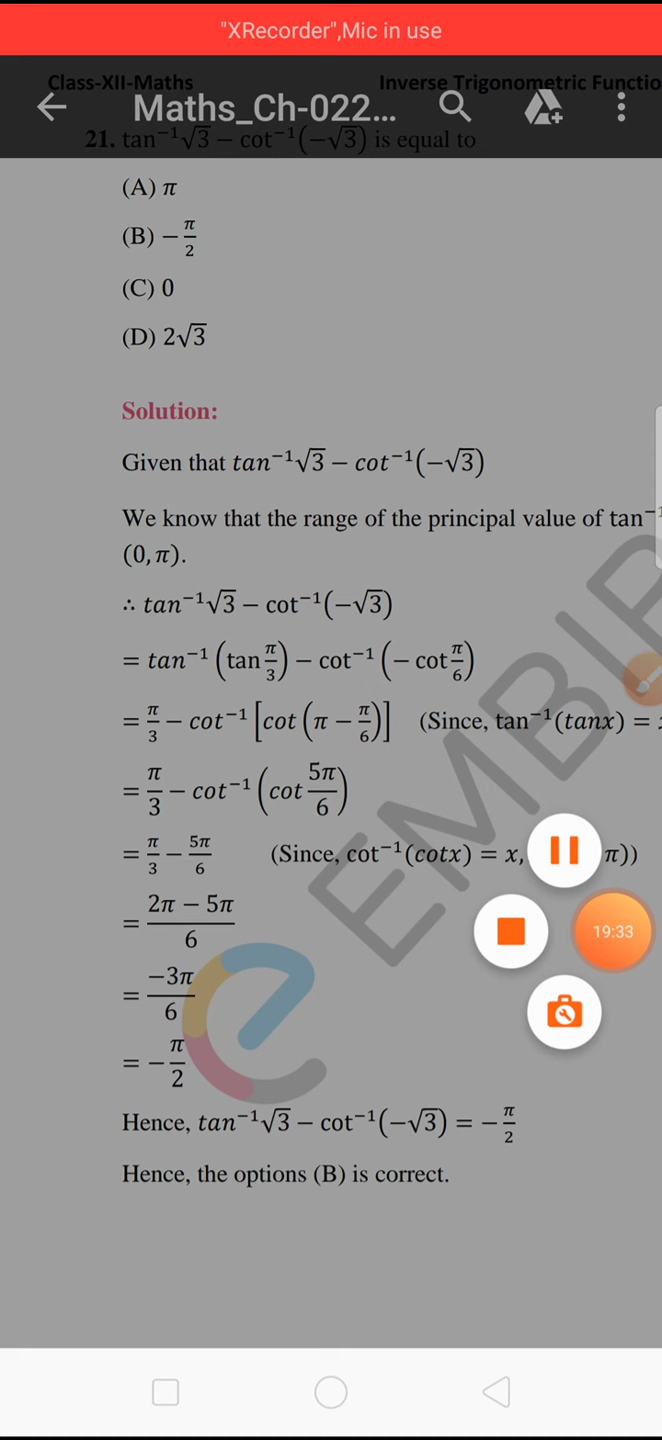 "XRecorder",Mic in use
Class-XII-Maths Inverse Trigonometric Functio
Maths_Ch-022...
21. tan⁻¹√3 − cot⁻¹(−√3) is equal to
(A) π
(B) −π/2
(C) 0
(D) 2√3
Solution:
Given that tan⁻¹√3 − cot⁻¹(−√3)
We know that the range of the principal value of tan⁻¹
(0, π).
∴ tan⁻¹√3 − cot⁻¹(−√3)
= tan⁻¹(tan π/3) − cot⁻¹(− cot π/6)
= π/3 − cot⁻¹[cot(π − π/6)] (Since, tan⁻¹(tanx) =
= π/3 − cot⁻¹(cot 5π/6)
= π/3 − 5π/6 (Since, cot⁻¹(cotx) = x, π))
= (2π − 5π)/6
= −3π/6
= −π/2
Hence, tan⁻¹√3 − cot⁻¹(−√3) = −π/2
Hence, the options (B) is correct.
19:33
EMBIB